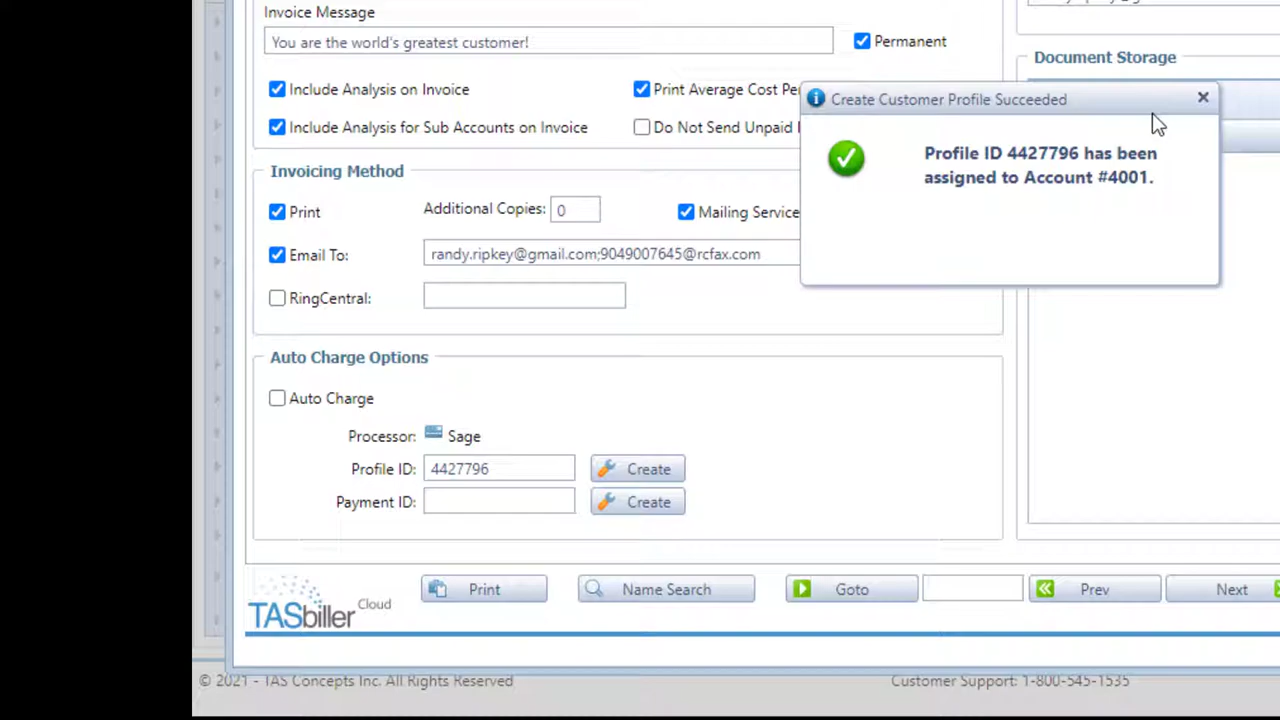 Invoice Message
You are the world's greatest customer!
Permanent
Include Analysis on Invoice
Print Average Cost Pe
Include Analysis for Sub Accounts on Invoice
Do Not Send Unpaid
Document Storage
Create Customer Profile Succeeded
Profile ID 4427796 has been
assigned to Account #4001.
Invoicing Method
Print
Additional Copies: 0
Mailing Service
Email To: randy.ripkey@gmail.com;9049007645@rcfax.com
RingCentral:
Auto Charge Options
Auto Charge
Processor: Sage
Profile ID: 4427796 Create
Payment ID: Create
TASbiller Cloud
Print Name Search Goto Prev Next
© 2021 - TAS Concepts Inc. All Rights Reserved
Customer Support: 1-800-545-1535